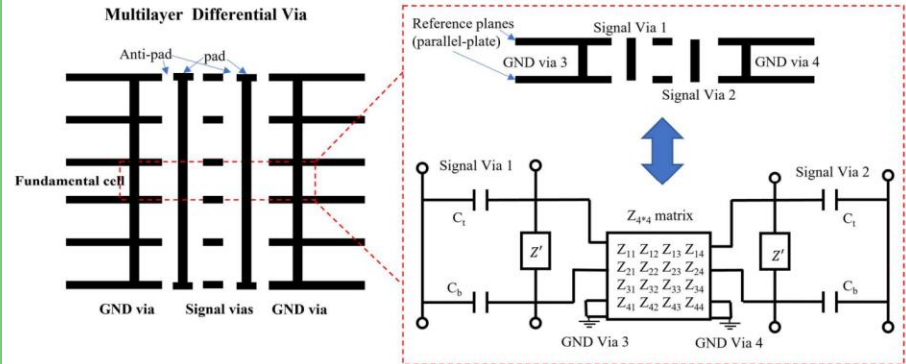 Multilayer Differential Via
Anti-pad
pad
Fundamental cell
GND via
Signal vias
GND via
Reference planes
(parallel-plate)
Signal Via 1
GND via 3
GND via 4
Signal Via 2
Signal Via 1
Signal Via 2
Z4*4 matrix
Ct
Ct
Z'
Z11 Z12 Z13 Z14
Z21 Z22 Z23 Z24
Z31 Z32 Z33 Z34
Z41 Z42 Z43 Z44
Z'
Cb
Cb
GND Via 3
GND Via 4